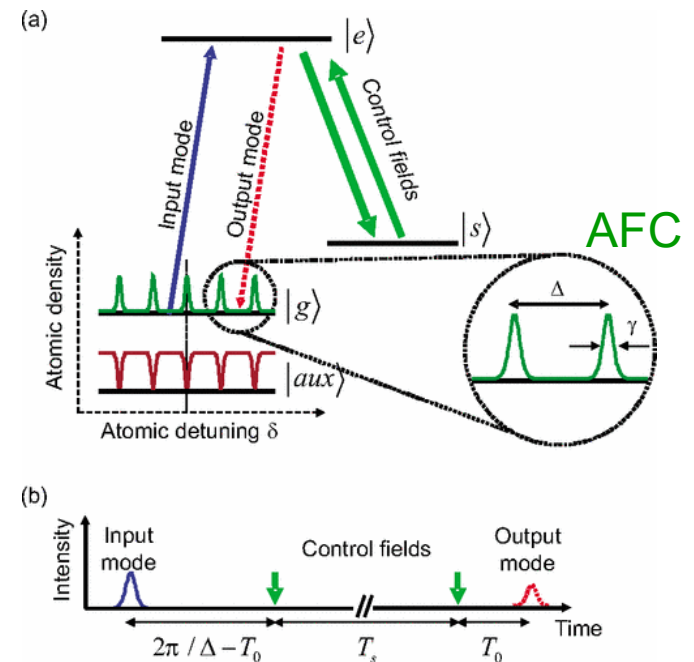 (a)
|e⟩
Input mode
Output mode
Control fields
|s⟩
AFC
Atomic density
|g⟩
Δ
γ
|aux⟩
Atomic detuning δ
(b)
Intensity
Input mode
Control fields
Output mode
Time
2π / Δ − T₀
Tₛ
T₀